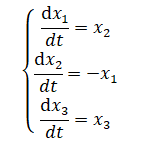 dx₁/dt = x₂
dx₂/dt = −x₁
dx₃/dt = x₃